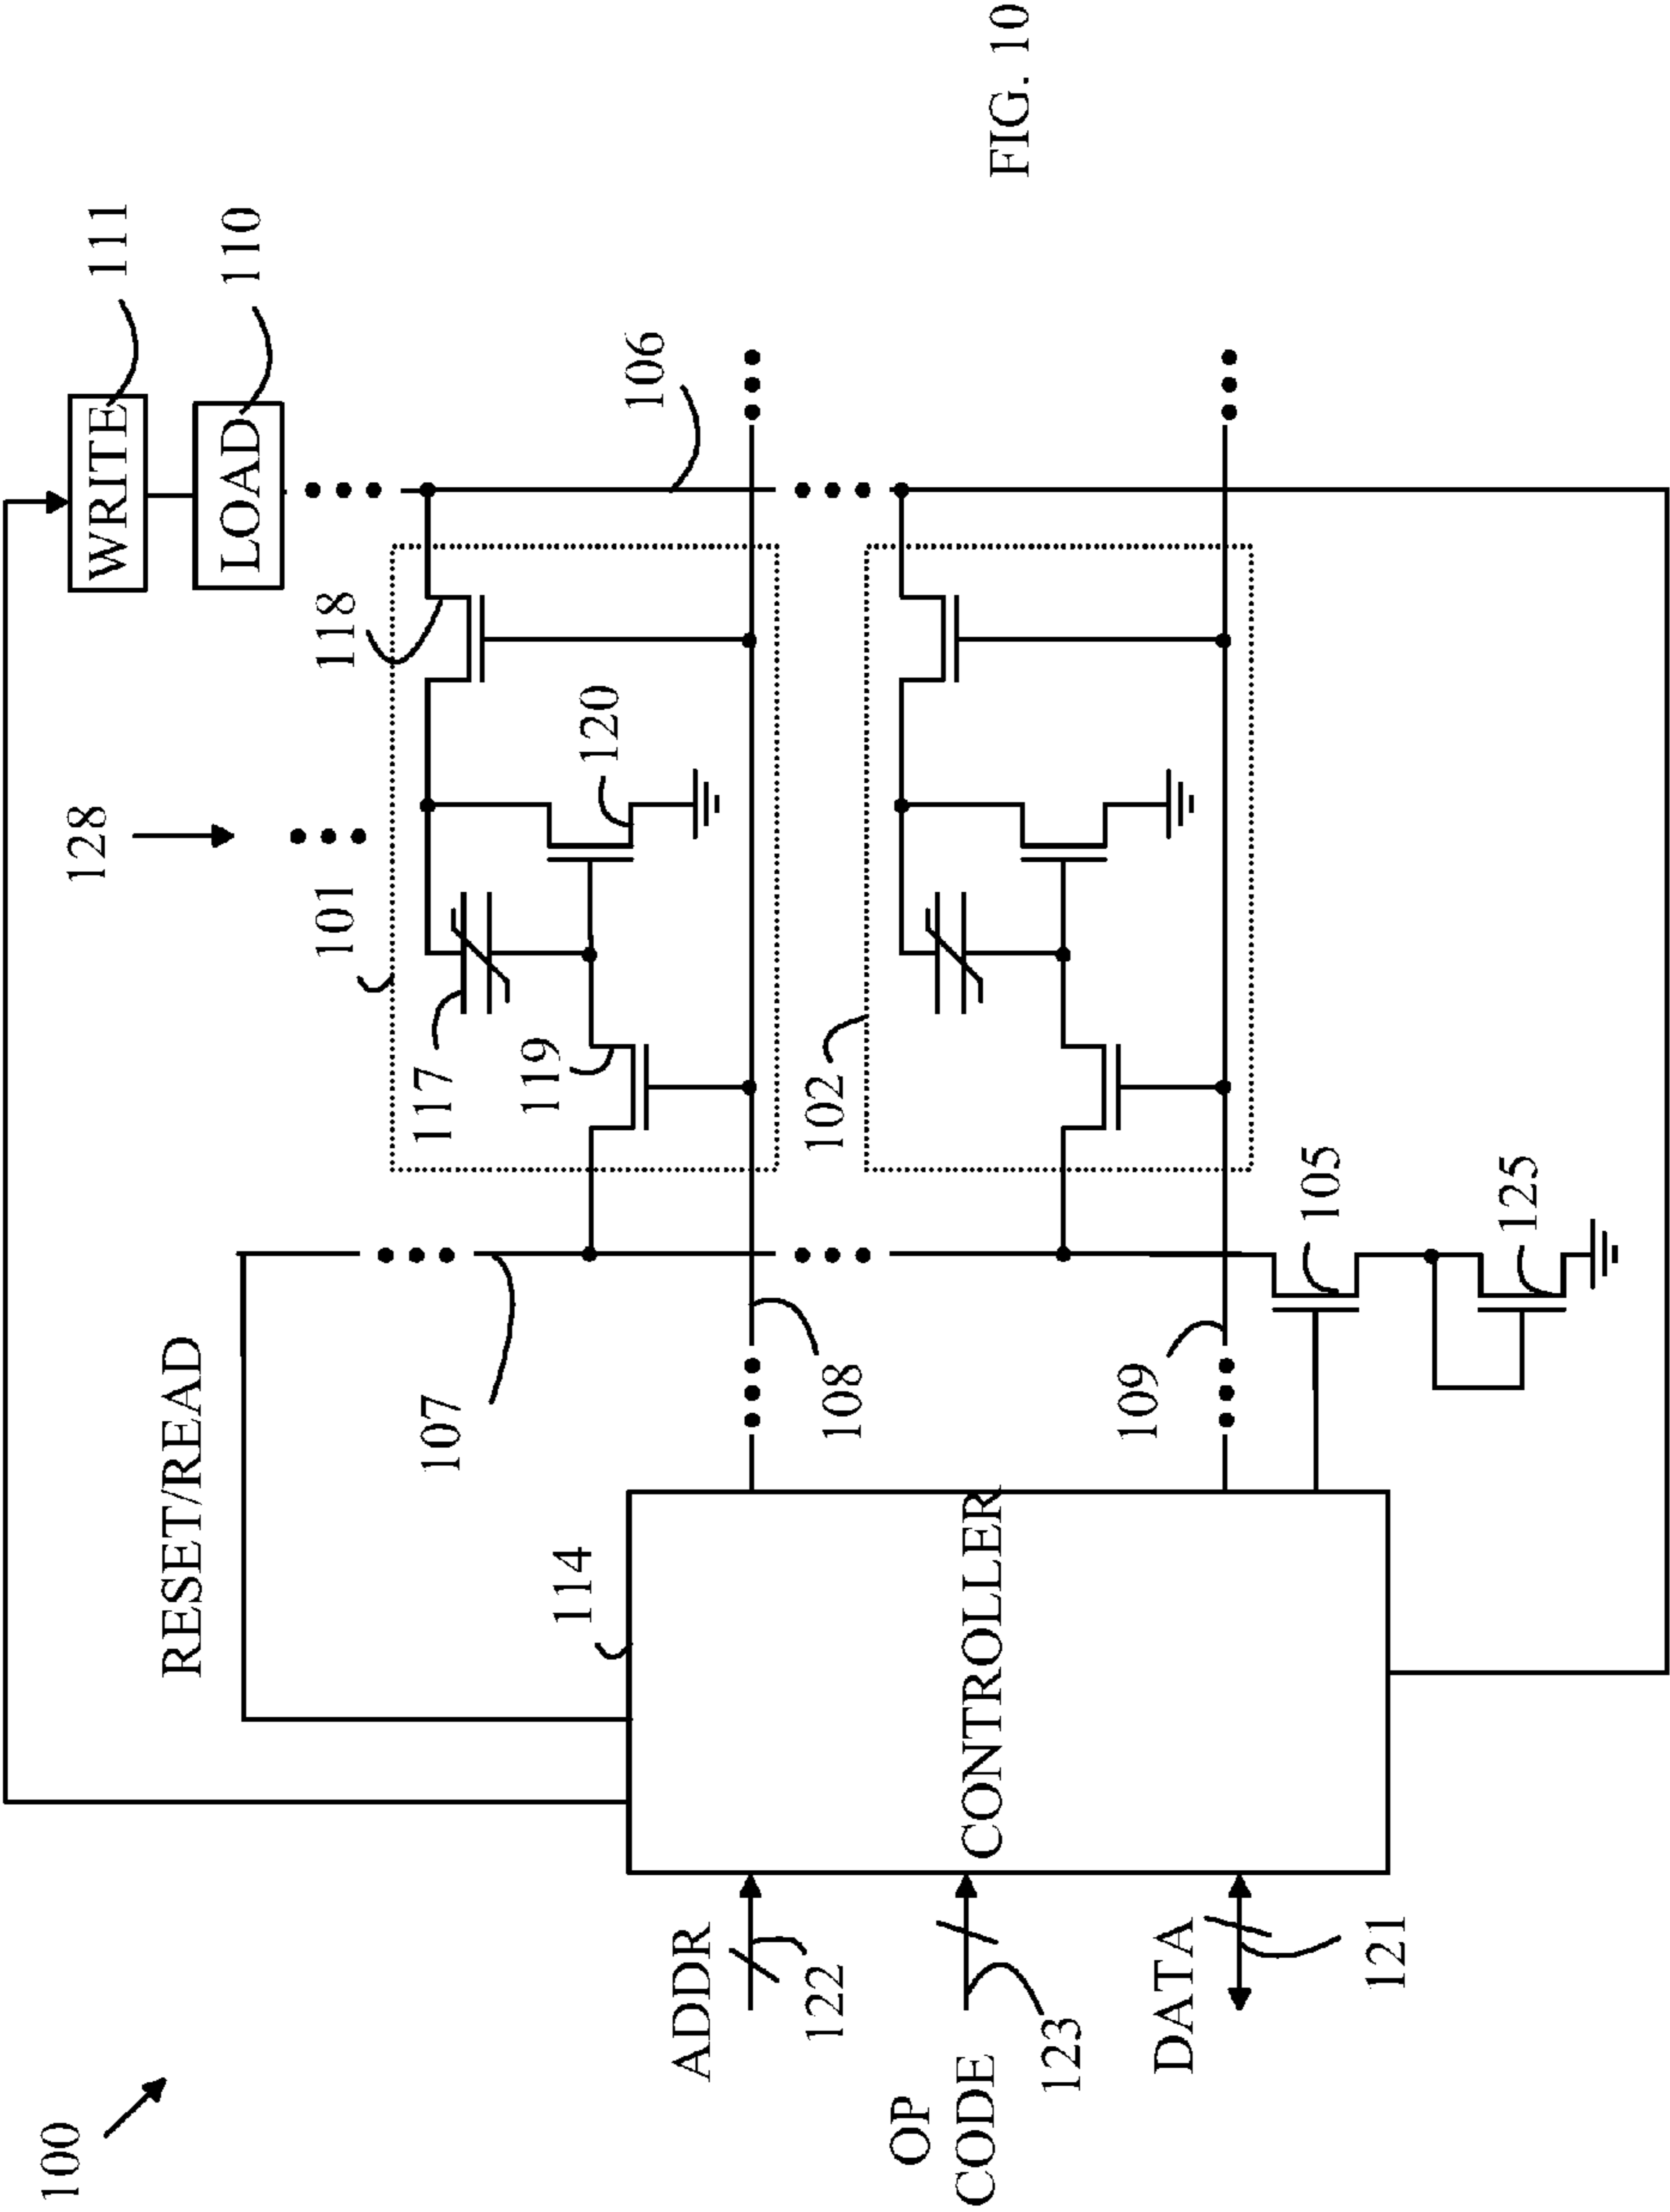 100
128
WRITE
111
RESET/READ
LOAD
110
101
118
107
117
119
114
120
106
ADDR
122
108
102
OP
CODE
CONTROLLER
FIG. 10
123
109
DATA
105
121
125